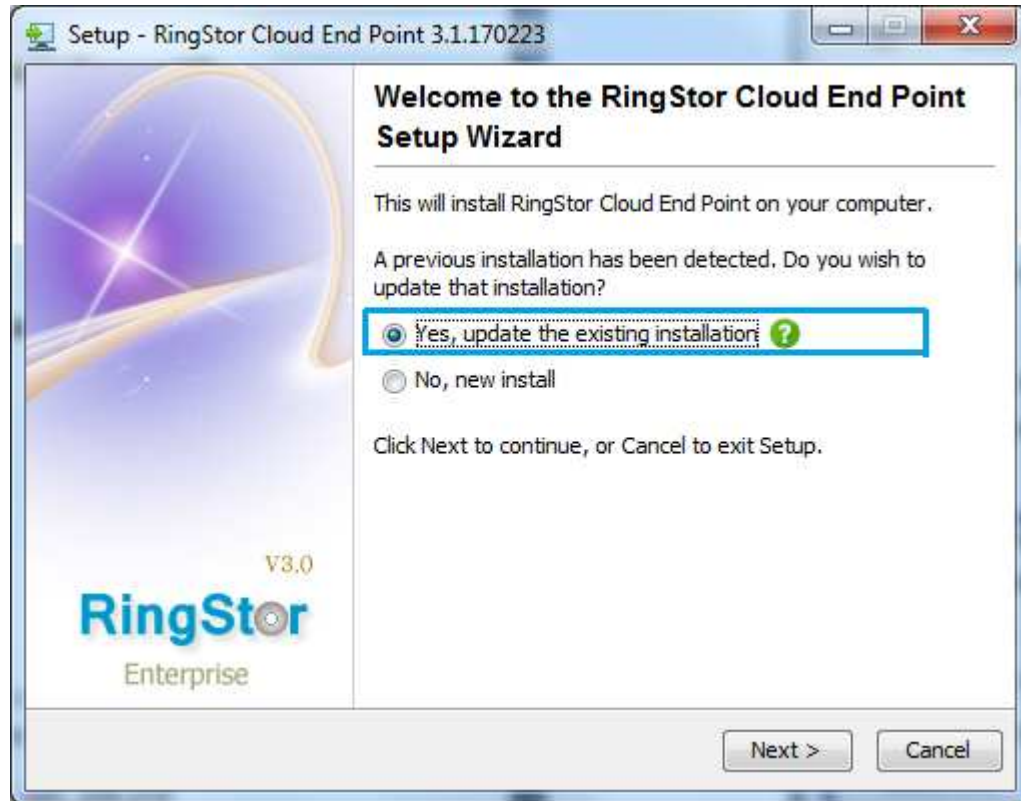 Setup - RingStor Cloud End Point 3.1.170223
Welcome to the RingStor Cloud End Point
Setup Wizard
This will install RingStor Cloud End Point on your computer.
A previous installation has been detected. Do you wish to
update that installation?
Yes, update the existing installation
No, new install
Click Next to continue, or Cancel to exit Setup.
V3.0
RingStor
Enterprise
Next >
Cancel